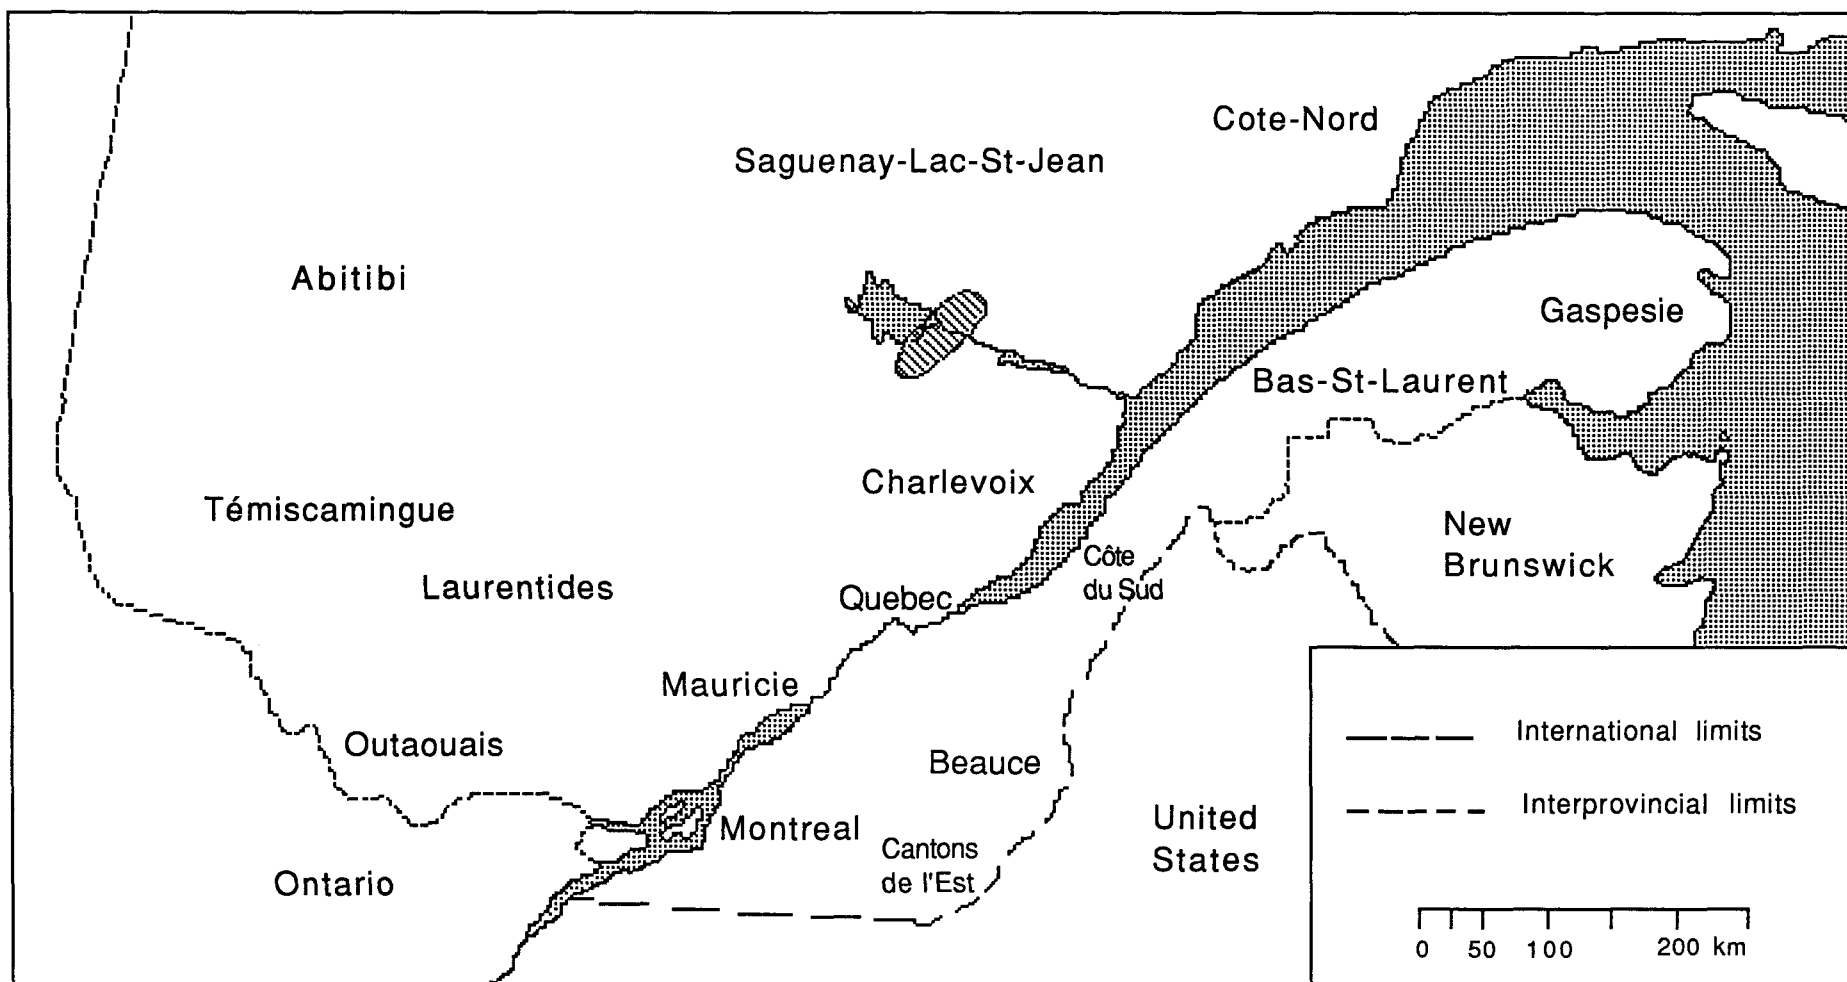 Cote-Nord
Saguenay-Lac-St-Jean
Abitibi
Gaspesie
Bas-St-Laurent
Charlevoix
Témiscamingue
New
Brunswick
Côte
du Sud
Laurentides
Quebec
Mauricie
Outaouais
Beauce
Montreal
United
States
Cantons
de l'Est
Ontario
International limits
Interprovincial limits
0 50 100 200 km